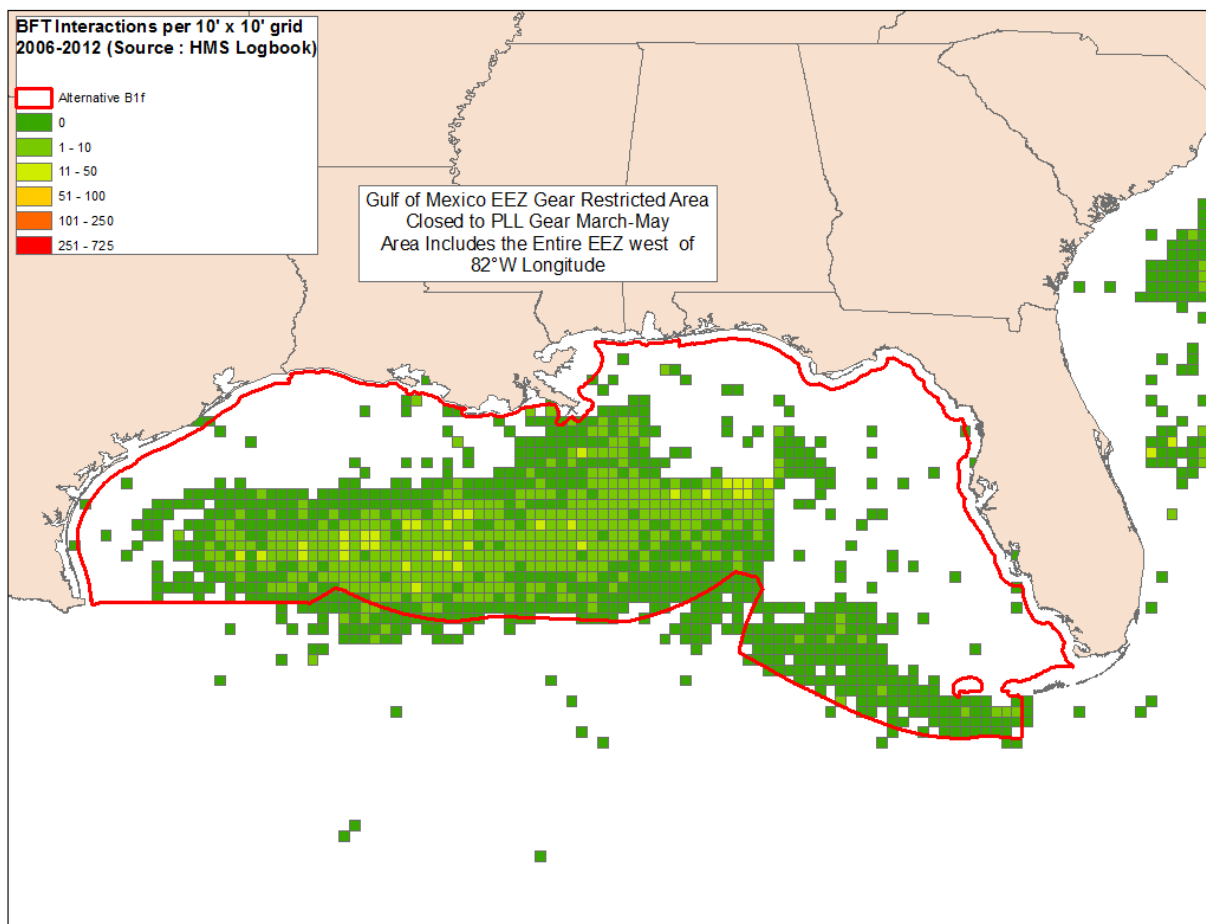 BFT Interactions per 10' x 10' grid
2006-2012 (Source : HMS Logbook)
Alternative B1f
0
1 - 10
11 - 50
51 - 100
101 - 250
251 - 725
Gulf of Mexico EEZ Gear Restricted Area
Closed to PLL Gear March-May
Area Includes the Entire EEZ west of
82°W Longitude